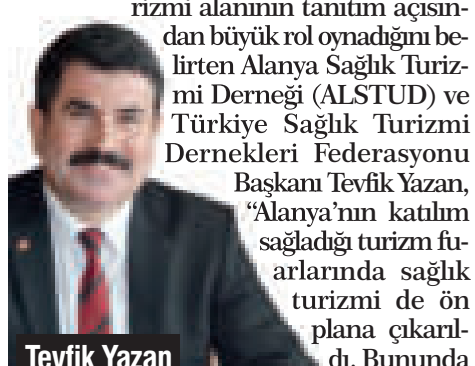 rizmi alanının tanıtım açısın-
dan büyük rol oynadığını be-
lirten Alanya Sağlık Turiz-
mi Derneği (ALSTUD) ve
Türkiye Sağlık Turizmi
Dernekleri Federasyonu
Başkanı Tevfik Yazan,
“Alanya’nın katılım
sağladığı turizm fu-
arlarında sağlık
turizmi de ön
plana çıkarıl-
dı. Bununda
Tevfik Yazan